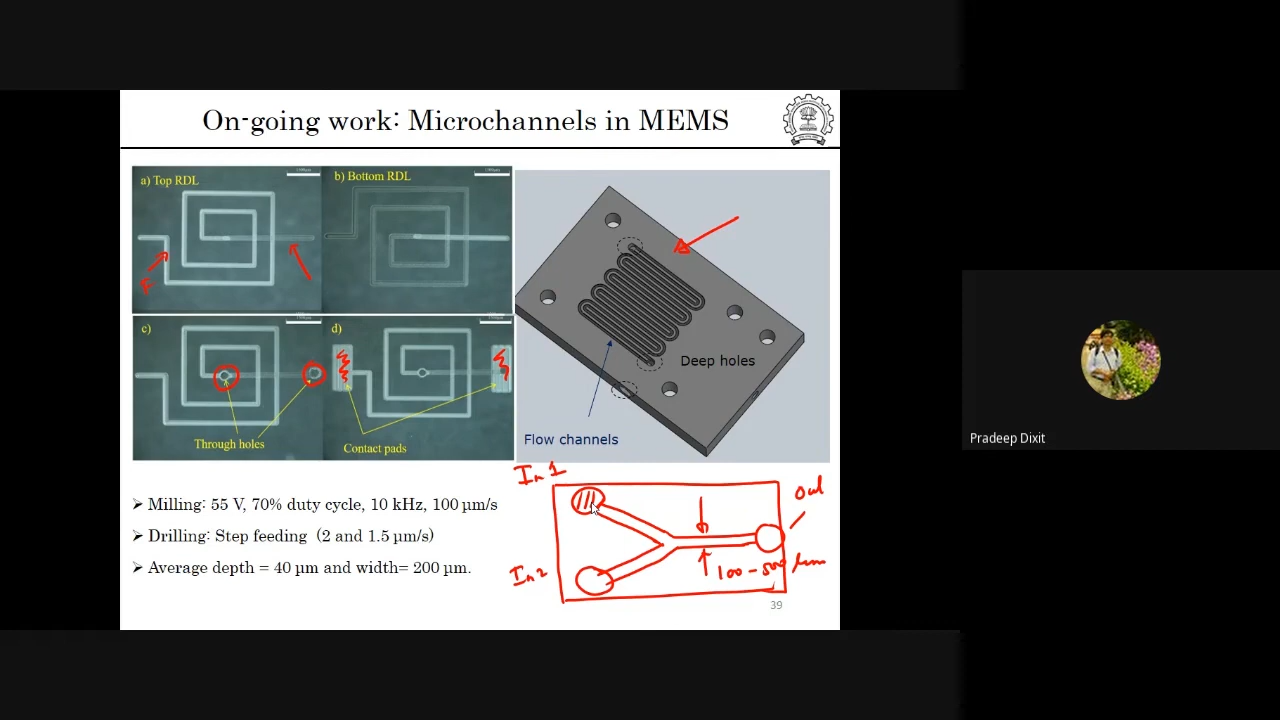 On-going work: Microchannels in MEMS
a) Top RDL
b) Bottom RDL
c)
d)
Through holes
Contact pads
Deep holes
Flow channels
In 1
Out
In 2
100-500 µm
Milling: 55 V, 70% duty cycle, 10 kHz, 100 µm/s
Drilling: Step feeding (2 and 1.5 µm/s)
Average depth = 40 µm and width= 200 µm.
39
Pradeep Dixit